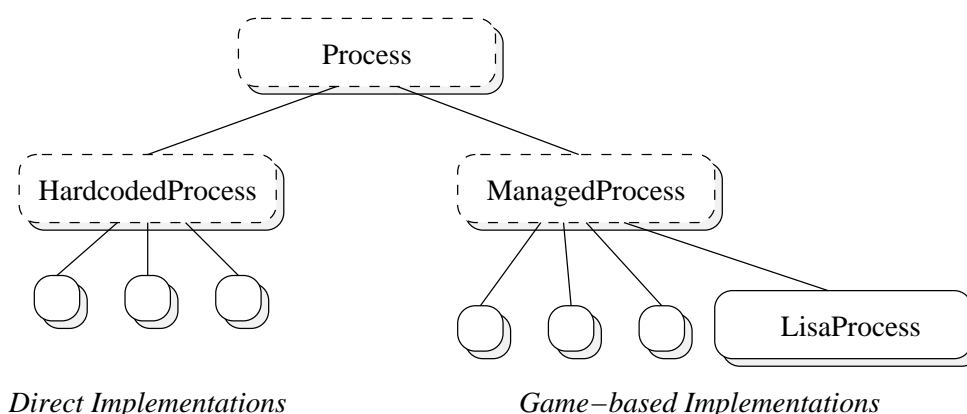 Process
HardcodedProcess
ManagedProcess
LisaProcess
Direct Implementations
Game−based Implementations